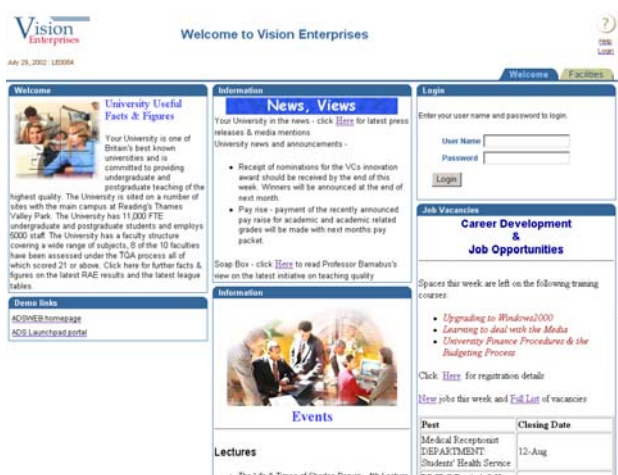 Vision
Enterprises
Welcome to Vision Enterprises
?
Help
Login
July 29, 2002 : LE0084
Welcome
Facilities
Welcome
University Useful
Facts & Figures
Your University is one of
Britain's best known
universities and is
committed to providing
undergraduate and
postgraduate teaching of the
highest quality. The University is sited on a number of
sites with the main campus at Reading's Thames
Valley Park. The University has 11,000 FTE
undergraduate and postgraduate students and employs
5000 staff. The University has a faculty structure
covering a wide range of subjects, 8 of the 10 faculties
have been assessed under the TQA process all of
which scored 21 or above. Click here for further facts &
figures on the latest RAE results and the latest league
tables.
Demo links
ADSWEB homepage
ADS Launchpad portal
Information
News, Views
Your University in the news - click Here for latest press
releases & media mentions
University news and announcements -
• Receipt of nominations for the VCs innovation
award should be received by the end of this
week. Winners will be announced at the end of
next month.
• Pay rise - payment of the recently announced
pay raise for academic and academic related
grades will be made with next months pay
packet.
Soap Box - click Here to read Professor Barnabus's
view on the latest initiative on teaching quality
Information
Events
Lectures
Login
Enter your user name and password to login.
User Name
Password
Login
Job Vacancies
Career Development
&
Job Opportunities
Spaces this week are left on the following training
courses:
• Upgrading to Windows2000
• Learning to deal with the Media
• University Finance Procedures & the
Budgeting Process
Click Here for registration details
New jobs this week and Full List of vacancies
Post Closing Date
Medical Receptionist
DEPARTMENT:
Students' Health Service
12-Aug